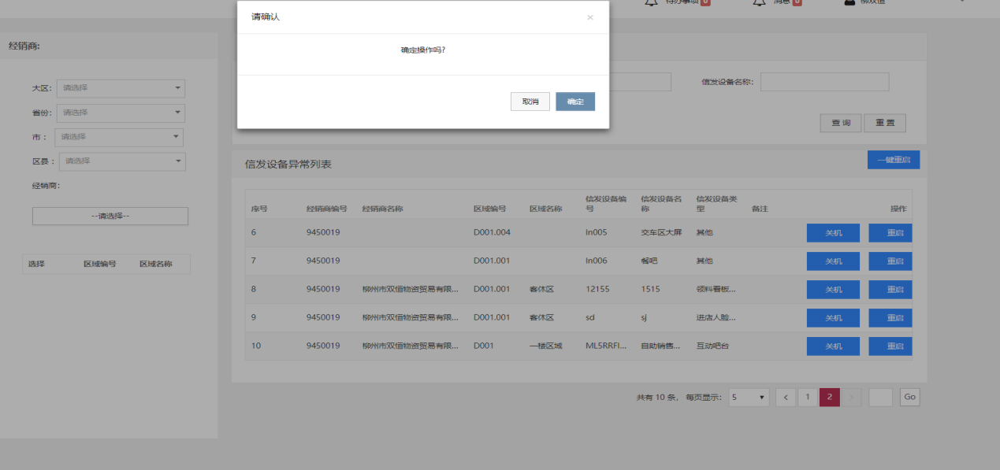 待办事项 0 消息 0 柳双恒
请确认 ×
确定操作吗?
取消 确定
经销商:
大区: 请选择
省份: 请选择
市： 请选择
区县： 请选择
经销商:
--请选择--
选择 区域编号 区域名称
信发设备名称:
查 询 重 置
信发设备异常列表 一键重启
序号 经销商编号 经销商名称 区域编号 区域名称 信发设备编号 信发设备名称 信发设备类型 备注 操作
6 9450019 D001.004 ln005 交车区大屏 其他 关机 重启
7 9450019 D001.001 ln006 餐吧 其他 关机 重启
8 9450019 柳州市双恒物资贸易有限... D001.001 客休区 12155 1515 领料看板... 关机 重启
9 9450019 柳州市双恒物资贸易有限... D001.001 客休区 sd sj 进店人脸... 关机 重启
10 9450019 柳州市双恒物资贸易有限... D001 一楼区域 ML5RRFI... 自助销售... 互动吧台 关机 重启
共有 10 条, 每页显示: 5 < 1 2 > Go